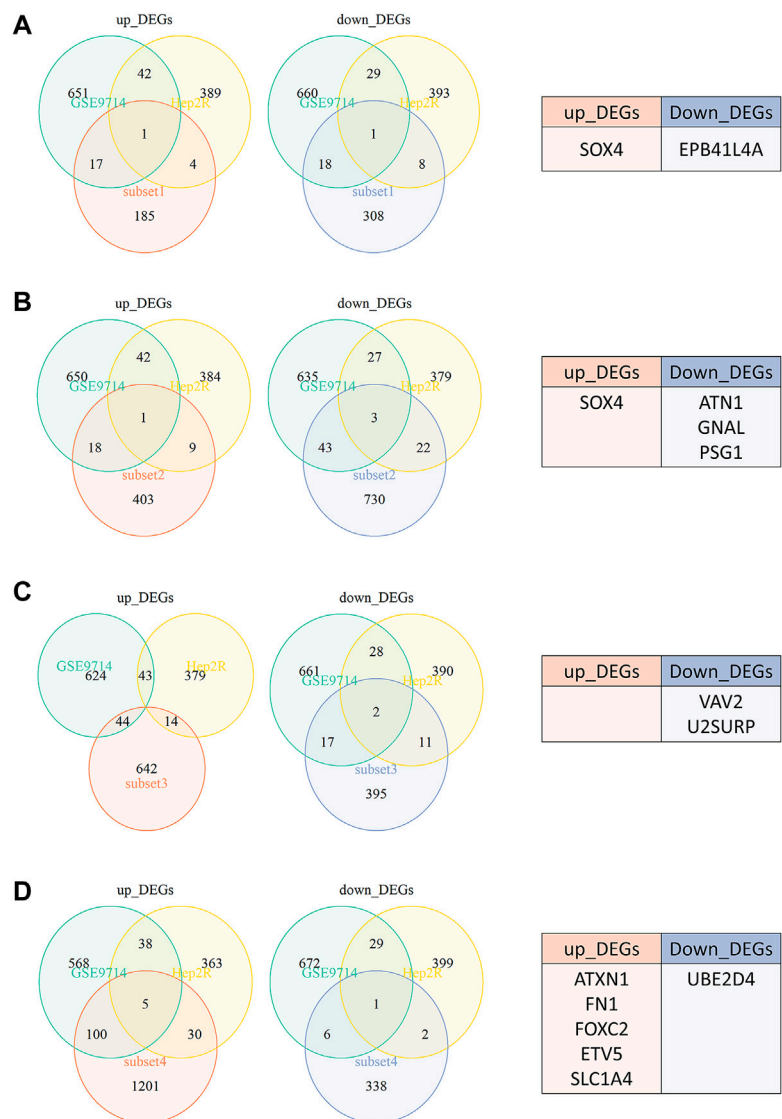 A
up_DEGs
down_DEGs
42
29
651
389
660
393
GSE9714
Hep2R
GSE9714
Hep2R
1
1
17
4
18
8
subset1
subset1
185
308
up_DEGs
Down_DEGs
SOX4
EPB41L4A
B
up_DEGs
down_DEGs
42
27
650
384
635
379
GSE9714
Hep2R
GSE9714
Hep2R
1
3
18
9
43
22
subset2
subset2
403
730
up_DEGs
Down_DEGs
SOX4
ATN1
GNAL
PSG1
C
up_DEGs
down_DEGs
28
GSE9714
Hep2R
661
390
624
43
379
GSE9714
Hep2R
2
44
14
17
11
642
subset3
subset3
395
up_DEGs
Down_DEGs
VAV2
U2SURP
D
up_DEGs
down_DEGs
38
29
568
363
672
399
GSE9714
Hep2R
GSE9714
Hep2R
5
1
100
30
6
2
subset4
subset4
1201
338
up_DEGs
Down_DEGs
ATXN1
UBE2D4
FN1
FOXC2
ETV5
SLC1A4